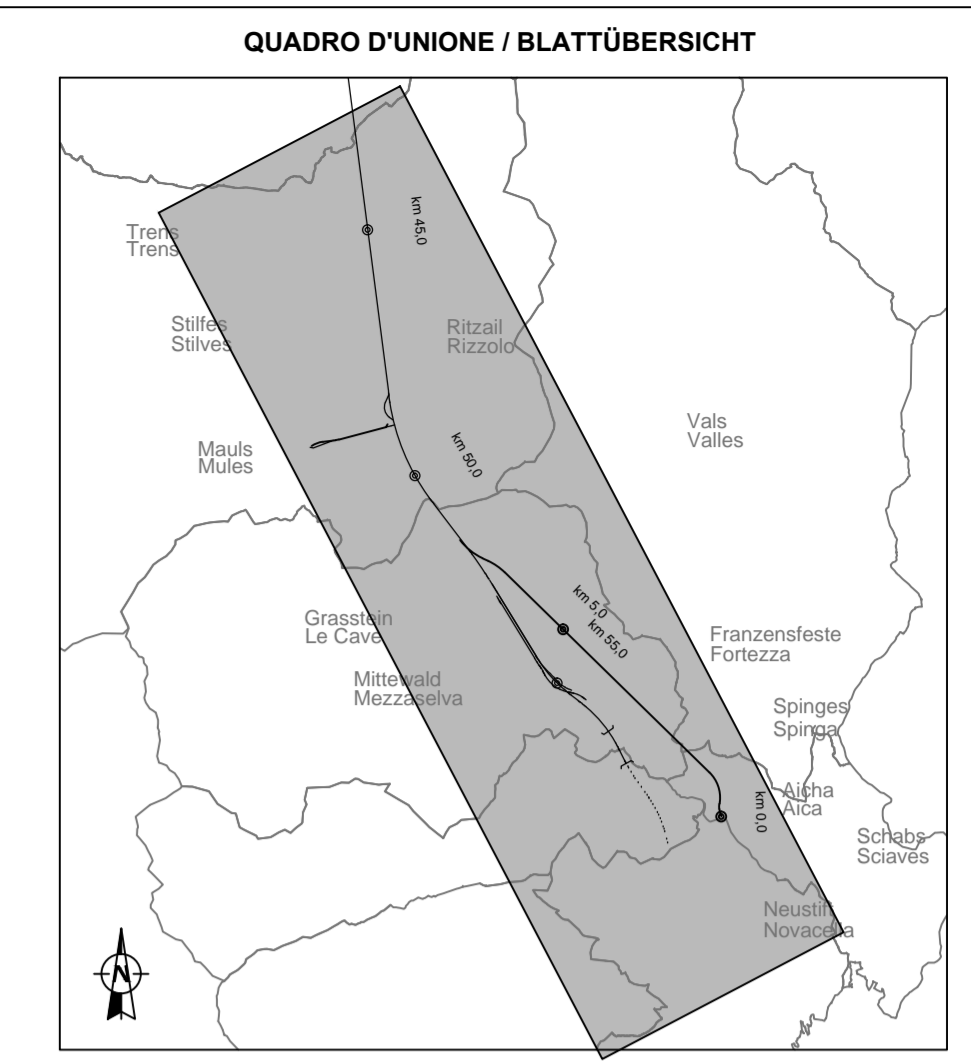 QUADRO D'UNIONE / BLATTÜBERSICHT
km 45,0
Trens
Trens
Stilfes
Stilves
Ritzail
Rizzolo
Vals
Valles
Mauls
Mules
km 50,0
Grasstein
Le Cave
km 5,0
km 55,0
Franzensfeste
Fortezza
Mittewald
Mezzaselva
Spinges
Spinga
Aicha
Aica
km 0,0
Schabs
Sciaves
Neustift
Novacella
N